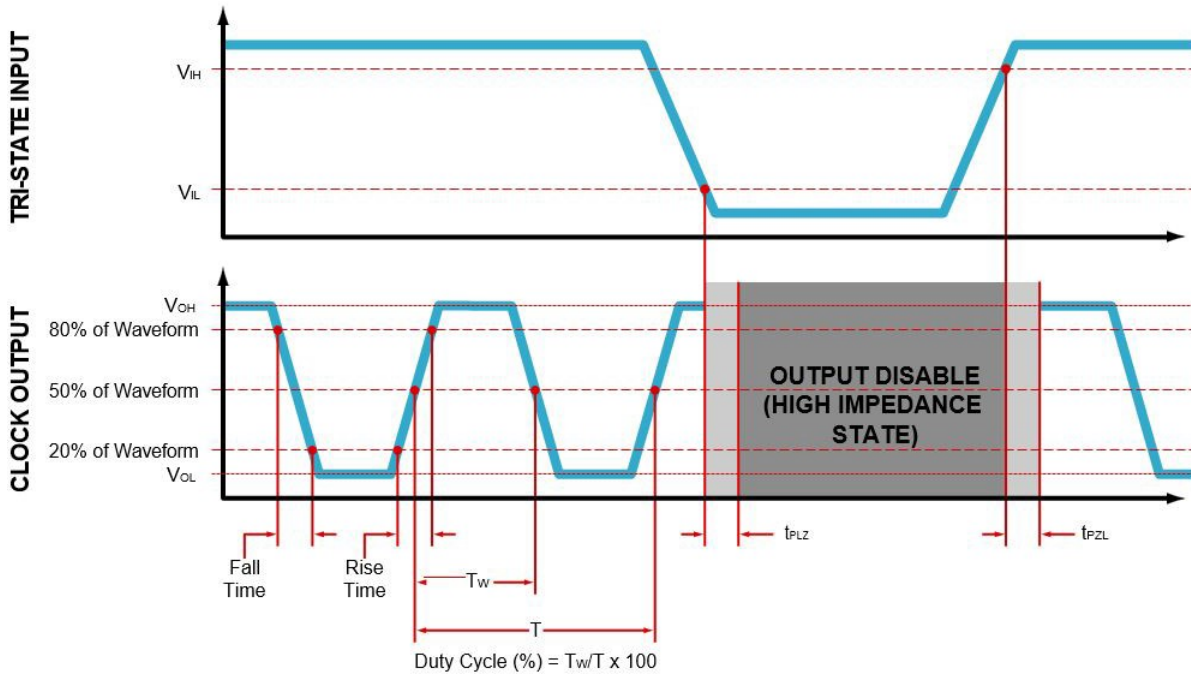 TRI-STATE INPUT
VIH
VIL
CLOCK OUTPUT
VOH
80% of Waveform
50% of Waveform
20% of Waveform
VOL
OUTPUT DISABLE
(HIGH IMPEDANCE
STATE)
Fall
Time
Rise
Time
TW
tPLZ
tPZL
T
Duty Cycle (%) = TW/T x 100